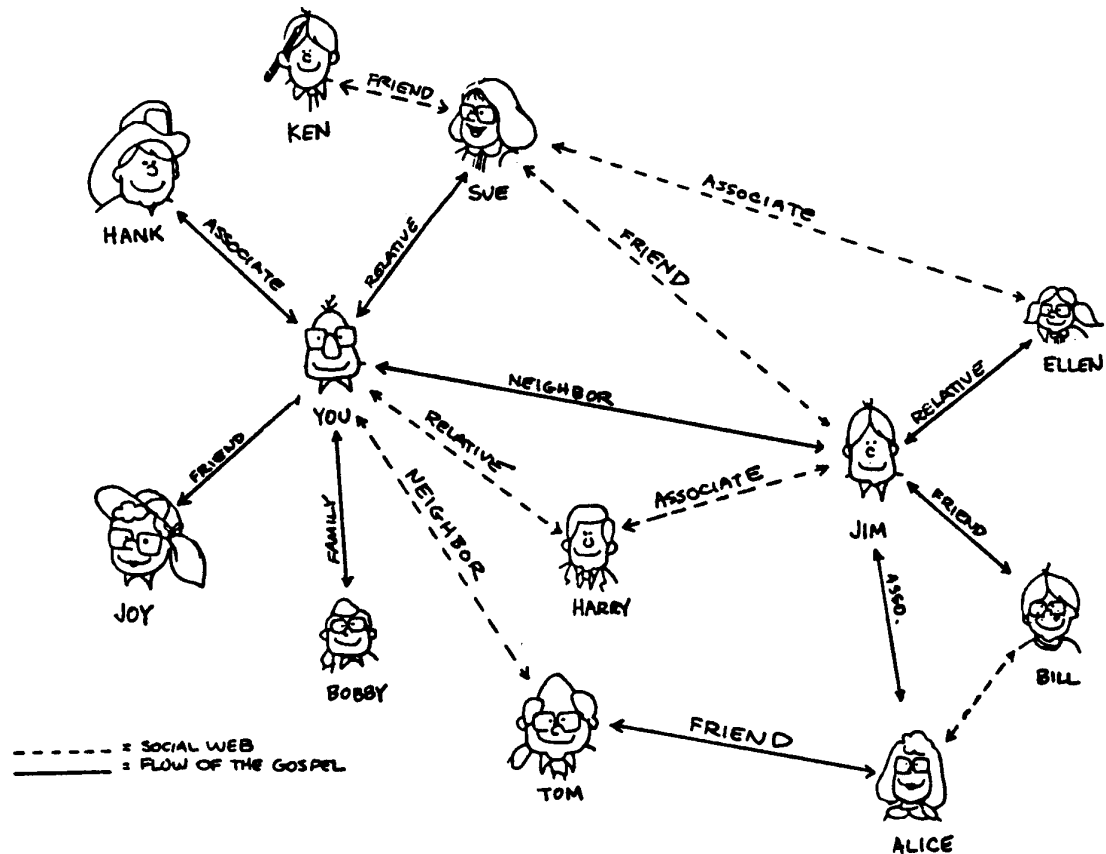 KEN
FRIEND
SUE
HANK
ASSOCIATE
RELATIVE
ASSOCIATE
FRIEND
ELLEN
YOU
NEIGHBOR
RELATIVE
FRIEND
FAMILY
RELATIVE
NEIGHBOR
ASSOCIATE
JIM
FRIEND
JOY
BOBBY
HARRY
ASSO.
BILL
TOM
FRIEND
ALICE
= SOCIAL WEB
= FLOW OF THE GOSPEL